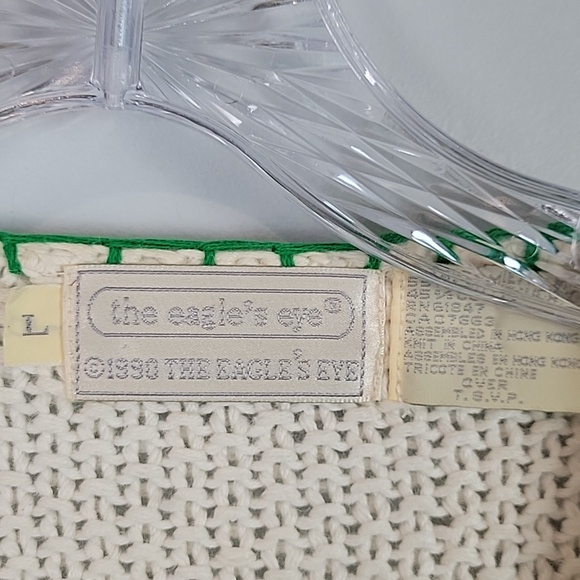 L
the eagle's eye®
©1990 THE EAGLE'S EYE
ASSEMBLED IN HONG KONG
KNIT IN CHINA
ASSEMBLES EN HONG KONG
TRICOTE EN CHINE
OVER
T.S.V.P.